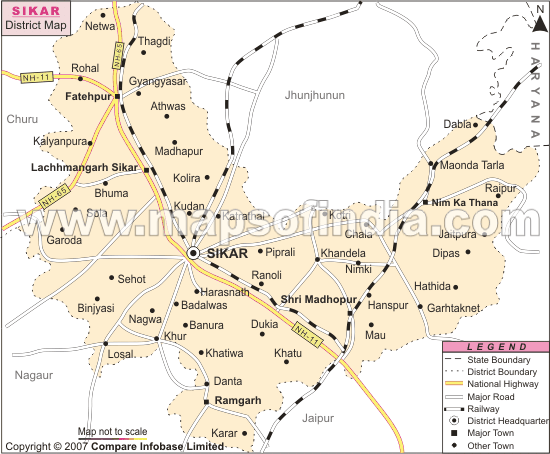 SIKAR
District Map
Netwa
NH-65
Thagdi
HARYANA
NH-11
Rohal
Gyangyasar
Fatehpur
Jhunjhunun
Athwas
Churu
Dabla
Kalyanpura
Madhapur
Lachhmangarh Sikar
Maonda Tarla
Kolira
Bhuma
Raipur
NH-65
Nim Ka Thana
Kudan
Sola
Kairathal
Kotri
www.mapsofindia.com
Chala
Jaitpura
Garoda
SIKAR
Piprali
Khandela
Dipas
Nimki
Sehot
Ranoli
Hathida
Harasnath
Shri Madhopur
Binjyasi
Badalwas
Hanspur
Garhtaknet
Nagwa
Banura
Dukia
NH-11
Mau
Khur
Losal
Khatiwa
Khatu
LEGEND
State Boundary
District Boundary
National Highway
Major Road
Railway
District Headquarter
Major Town
Other Town
Nagaur
Danta
Ramgarh
Jaipur
Karar
Map not to scale
Copyright © 2007 Compare Infobase Limited